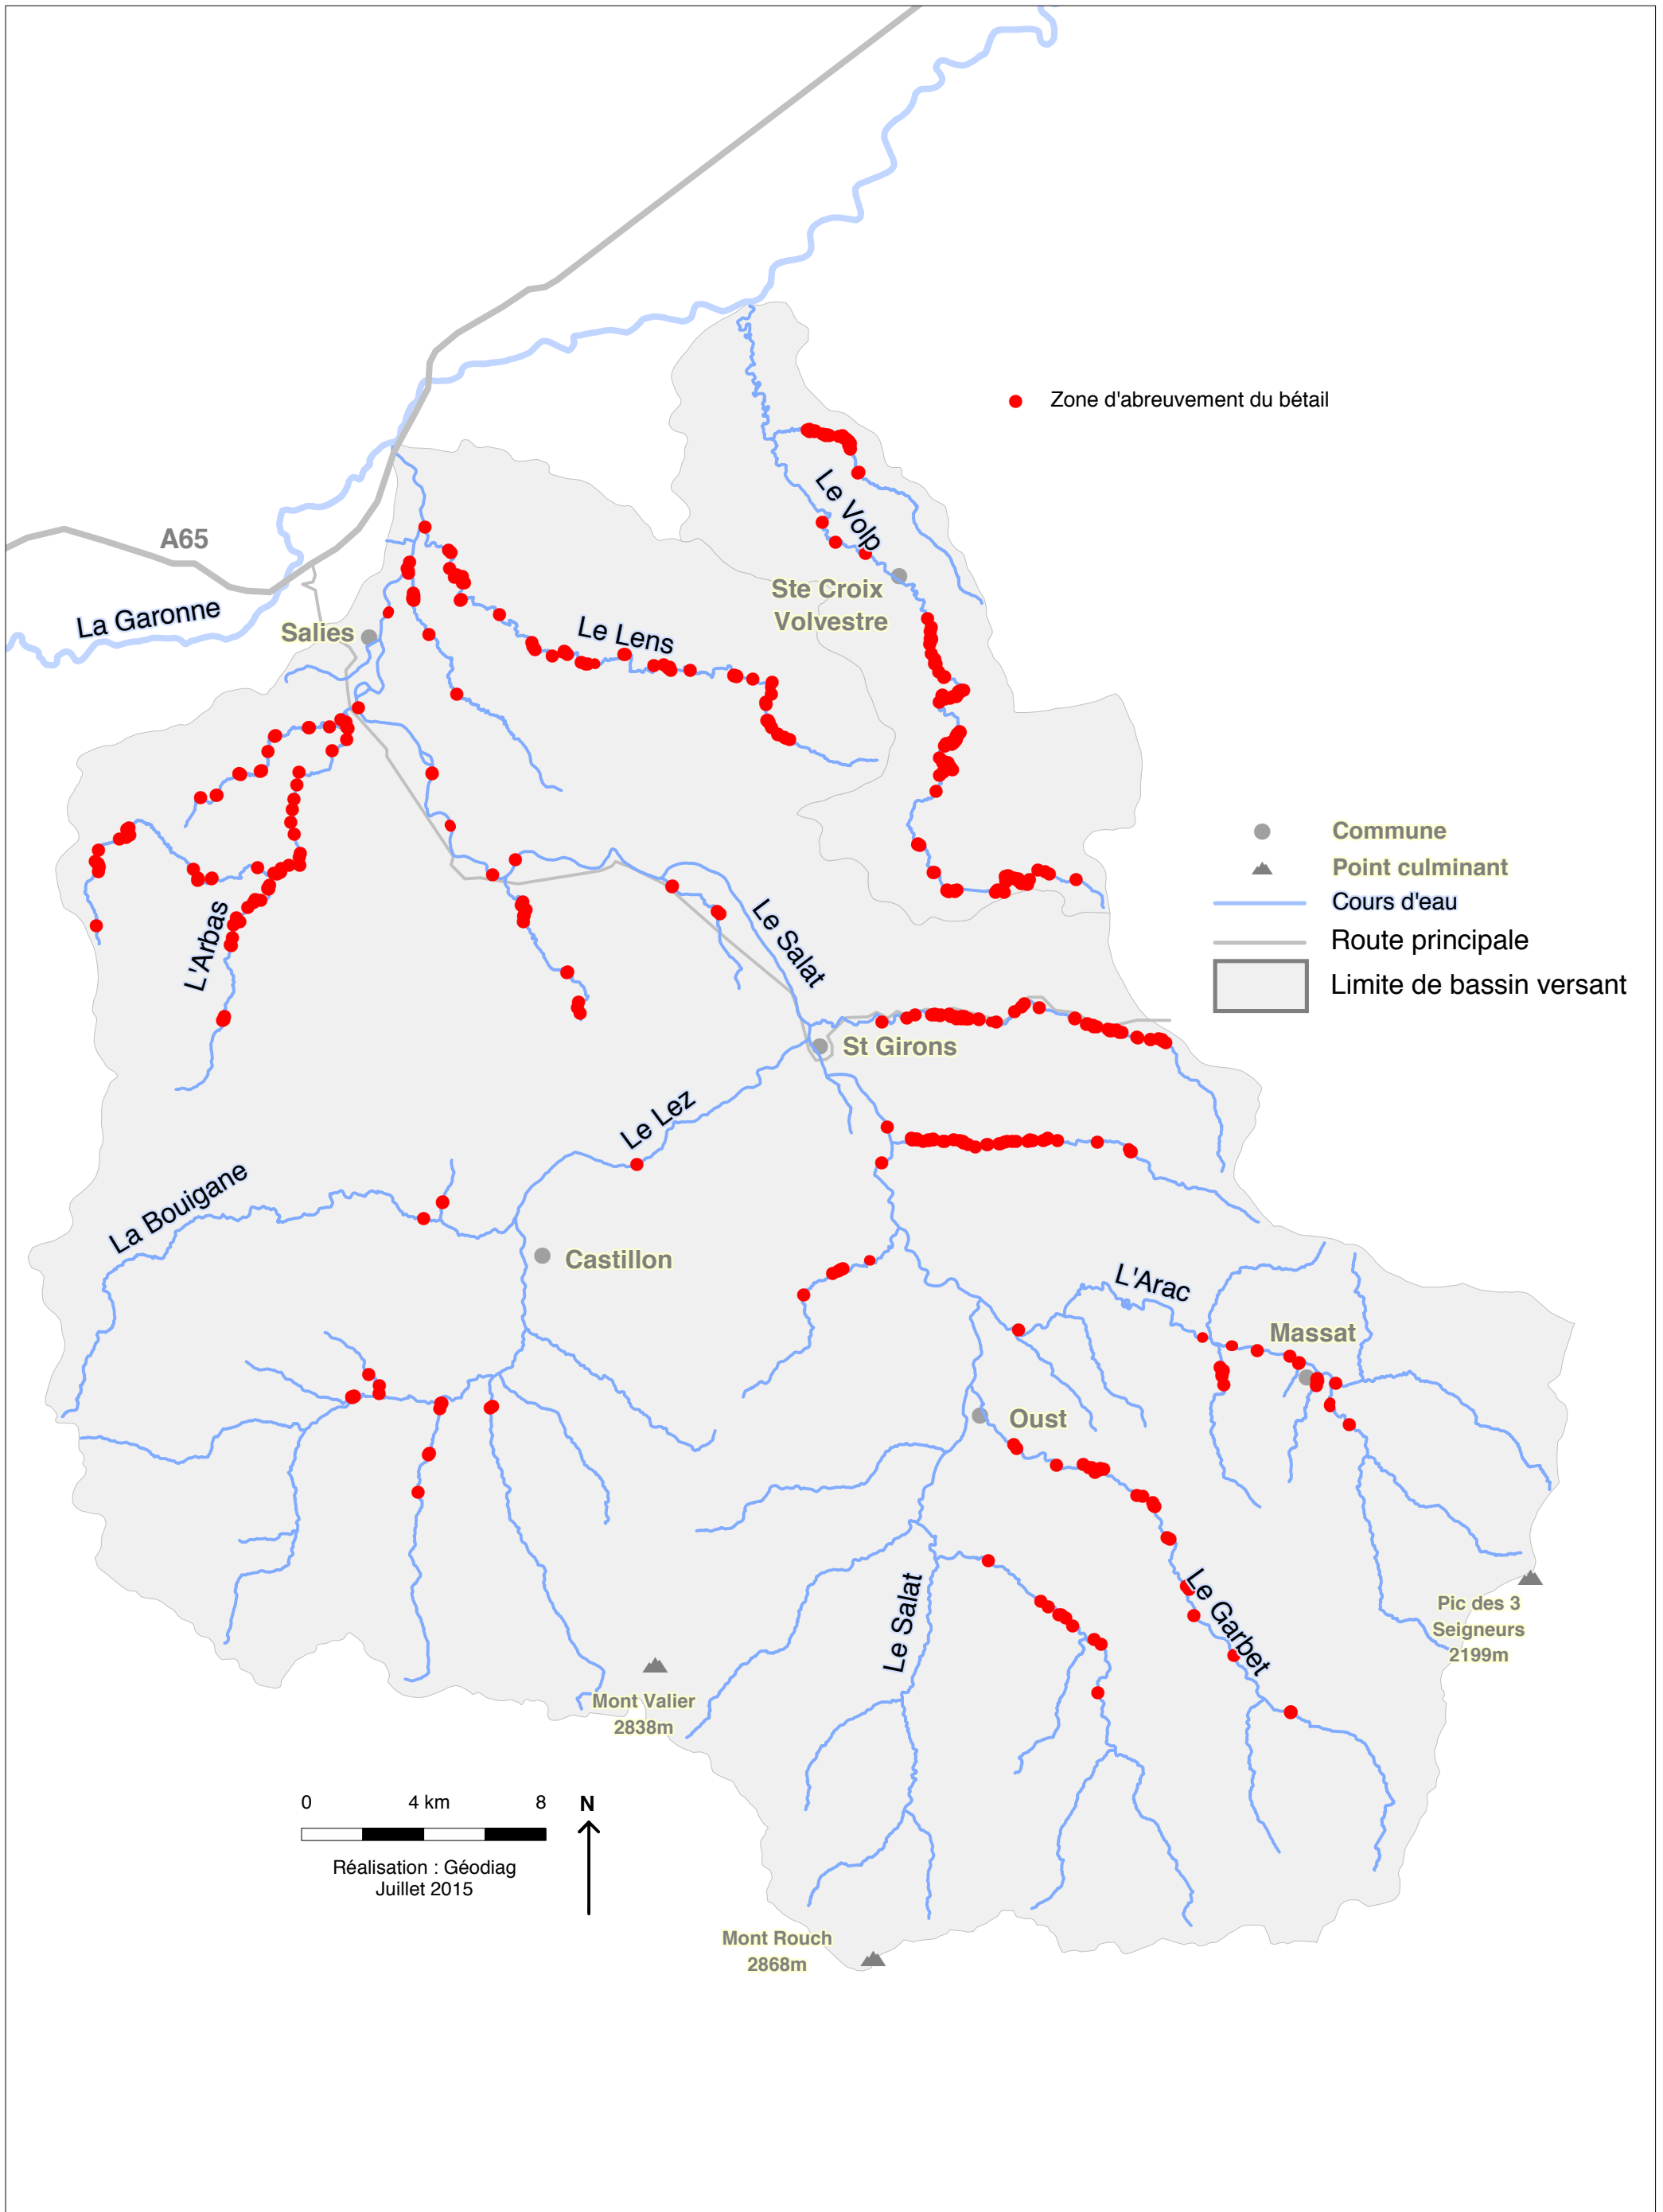 Zone d'abreuvement du bétail
Le Volp
A65
Ste Croix
Volvestre
La Garonne
Salies
Le Lens
Commune
Point culminant
Cours d'eau
Route principale
Limite de bassin versant
L'Arbas
Le Salat
St Girons
Le Lez
La Bouigane
Castillon
L'Arac
Massat
Oust
Le Salat
Le Garbet
Pic des 3
Seigneurs
2199m
Mont Valier
2838m
0 4 km 8
N
Réalisation : Géodiag
Juillet 2015
Mont Rouch
2868m